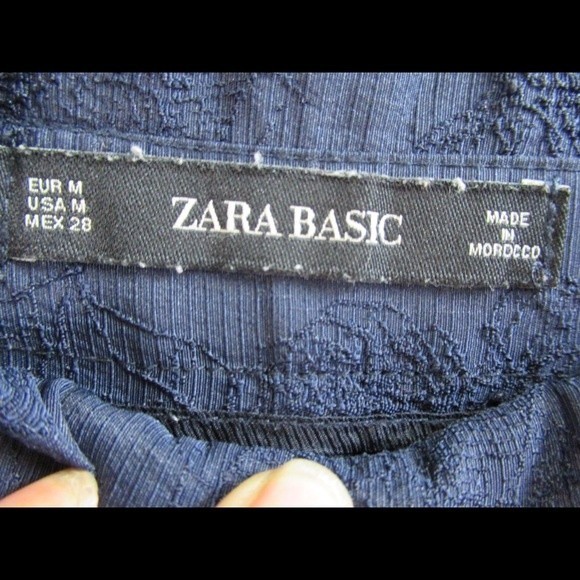 EUR M
USA M
MEX 28
ZARA BASIC
MADE
IN
MOROCCO